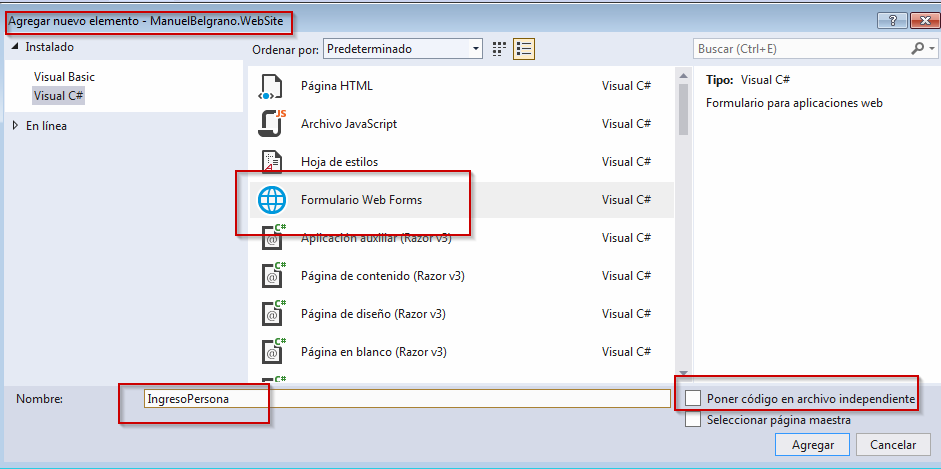 Agregar nuevo elemento - ManuelBelgrano.WebSite
Instalado
Visual Basic
Visual C#
En línea
Ordenar por: Predeterminado
Buscar (Ctrl+E)
Página HTML Visual C#
Archivo JavaScript Visual C#
Hoja de estilos Visual C#
Formulario Web Forms Visual C#
Aplicación auxiliar (Razor v3) Visual C#
Página de contenido (Razor v3) Visual C#
Página de diseño (Razor v3) Visual C#
Página en blanco (Razor v3) Visual C#
Tipo: Visual C#
Formulario para aplicaciones web
Nombre: IngresoPersona
Poner código en archivo independiente
Seleccionar página maestra
Agregar Cancelar